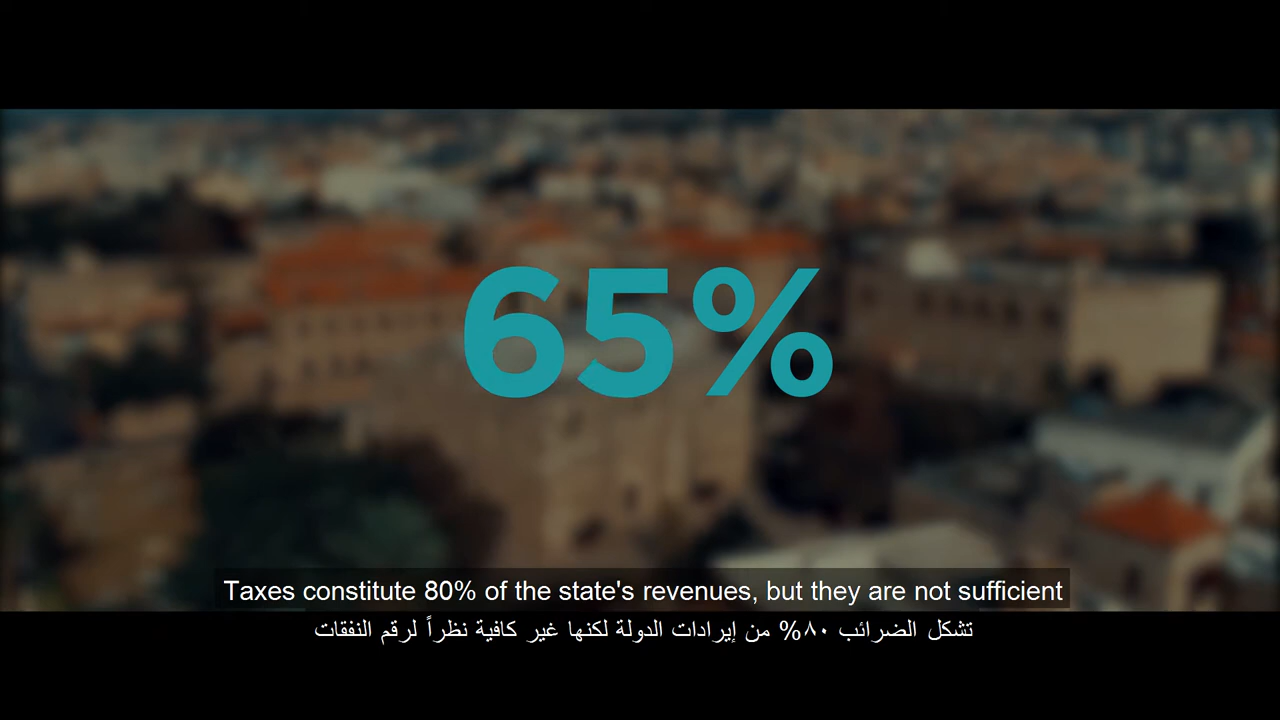 65%
Taxes constitute 80% of the state's revenues, but they are not sufficient
تشكل الضرائب ٨٠% من إيرادات الدولة لكنها غير كافية نظراً لرقم النفقات